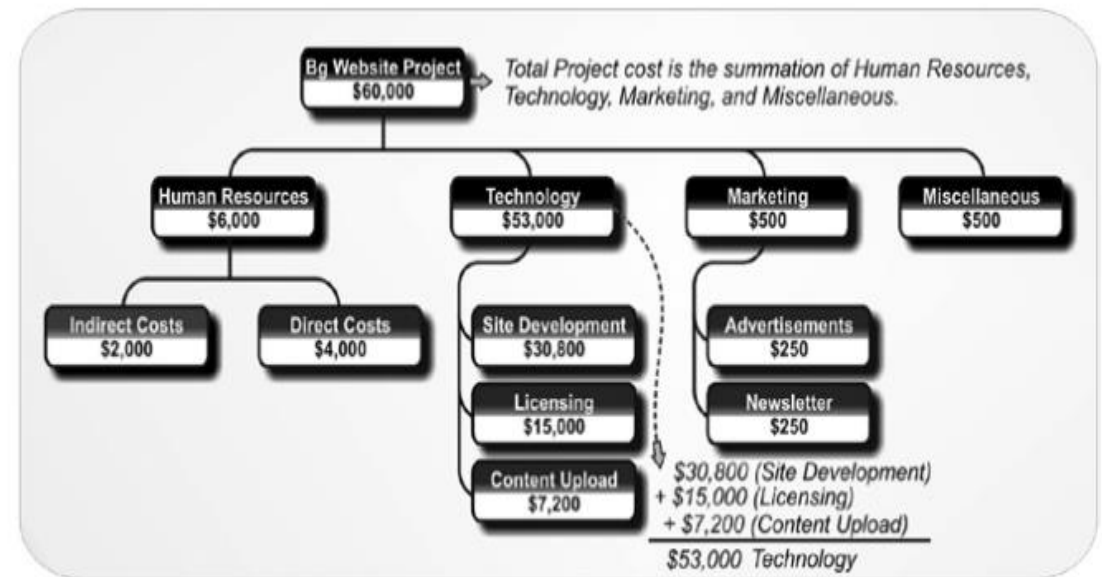 Bg Website Project
$60,000
Total Project cost is the summation of Human Resources,
Technology, Marketing, and Miscellaneous.
Human Resources
$6,000
Technology
$53,000
Marketing
$500
Miscellaneous
$500
Indirect Costs
$2,000
Direct Costs
$4,000
Site Development
$30,800
Licensing
$15,000
Content Upload
$7,200
Advertisements
$250
Newsletter
$250
$30,800 (Site Development)
+ $15,000 (Licensing)
+ $7,200 (Content Upload)
$53,000 Technology